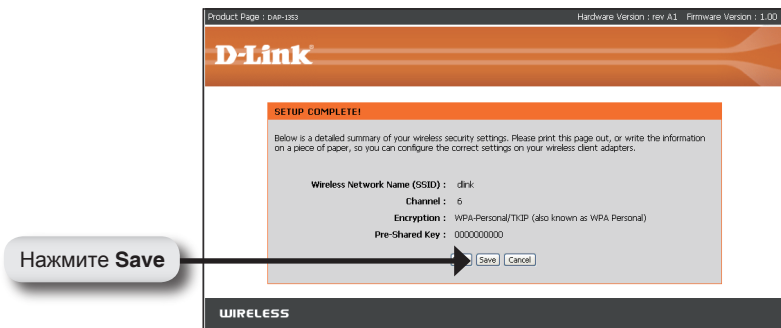 Product Page : DAP-1353 Hardware Version : rev A1 Firmware Version : 1.00
D-Link
SETUP COMPLETE!
Below is a detailed summary of your wireless security settings. Please print this page out, or write the information
on a piece of paper, so you can configure the correct settings on your wireless client adapters.
Wireless Network Name (SSID) : dlink
Channel : 6
Encryption : WPA-Personal/TKIP (also known as WPA Personal)
Pre-Shared Key : 0000000000
Нажмите Save
Save Cancel
WIRELESS